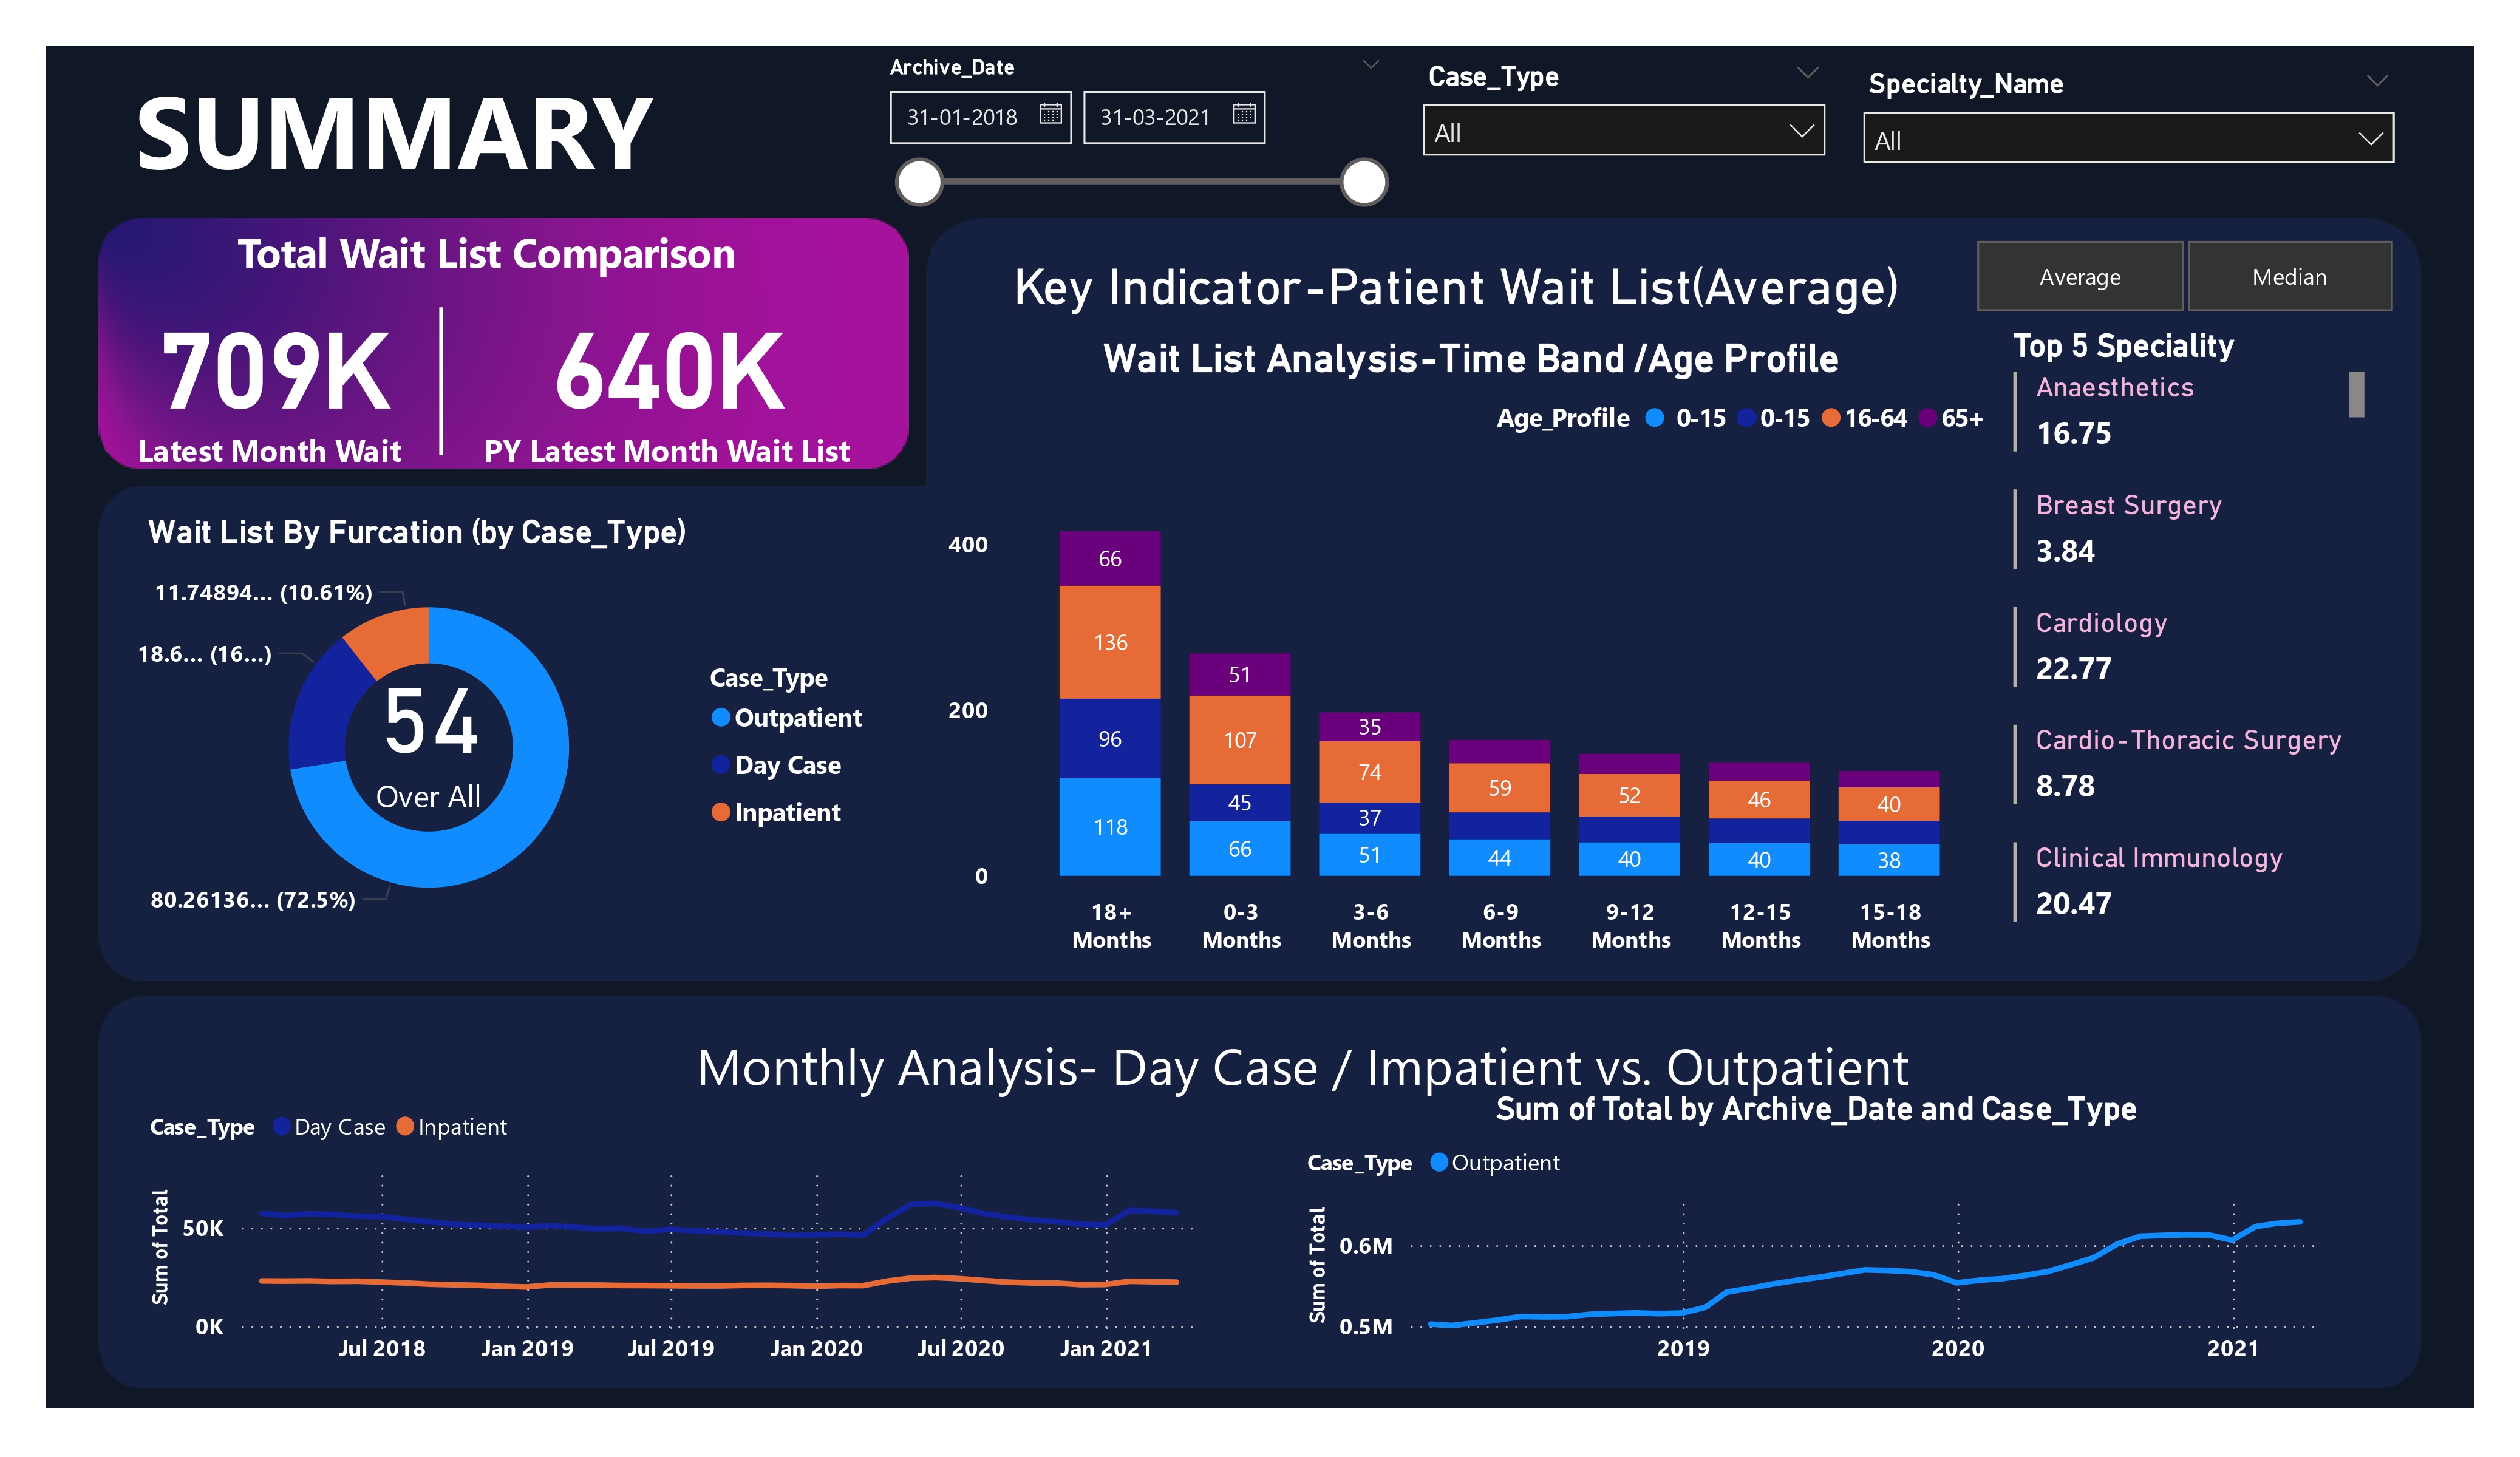 SUMMARY
Archive_Date
31-01-2018 31-03-2021
Case_Type
All
Specialty_Name
All
Total Wait List Comparison
709K
Latest Month Wait
640K
PY Latest Month Wait List
Key Indicator-Patient Wait List(Average)
Average Median
Wait List Analysis-Time Band /Age Profile
Age_Profile 0-15 0-15 16-64 65+
400
200
0
66
136
96
118
51
107
45
66
35
74
37
51
59
44
52
40
46
40
40
38
18+ Months
0-3 Months
3-6 Months
6-9 Months
9-12 Months
12-15 Months
15-18 Months
Top 5 Speciality
Anaesthetics
16.75
Breast Surgery
3.84
Cardiology
22.77
Cardio-Thoracic Surgery
8.78
Clinical Immunology
20.47
Wait List By Furcation (by Case_Type)
11.74894... (10.61%)
18.6... (16...)
54
Over All
80.26136... (72.5%)
Case_Type
Outpatient
Day Case
Inpatient
Monthly Analysis- Day Case / Impatient vs. Outpatient
Case_Type Day Case Inpatient
Sum of Total
50K
0K
Jul 2018 Jan 2019 Jul 2019 Jan 2020 Jul 2020 Jan 2021
Sum of Total by Archive_Date and Case_Type
Case_Type Outpatient
Sum of Total
0.6M
0.5M
2019 2020 2021